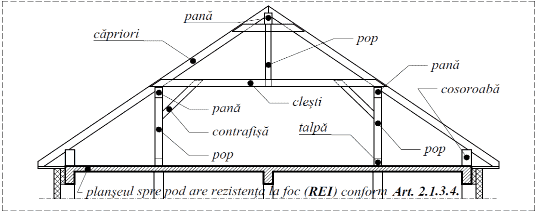 pană
căpriori
pop
pană
cosoroabă
clești
pană
contrafișă
talpă
pop
pop
planșeul spre pod are rezistența la foc (REI) conform Art. 2.1.3.4.